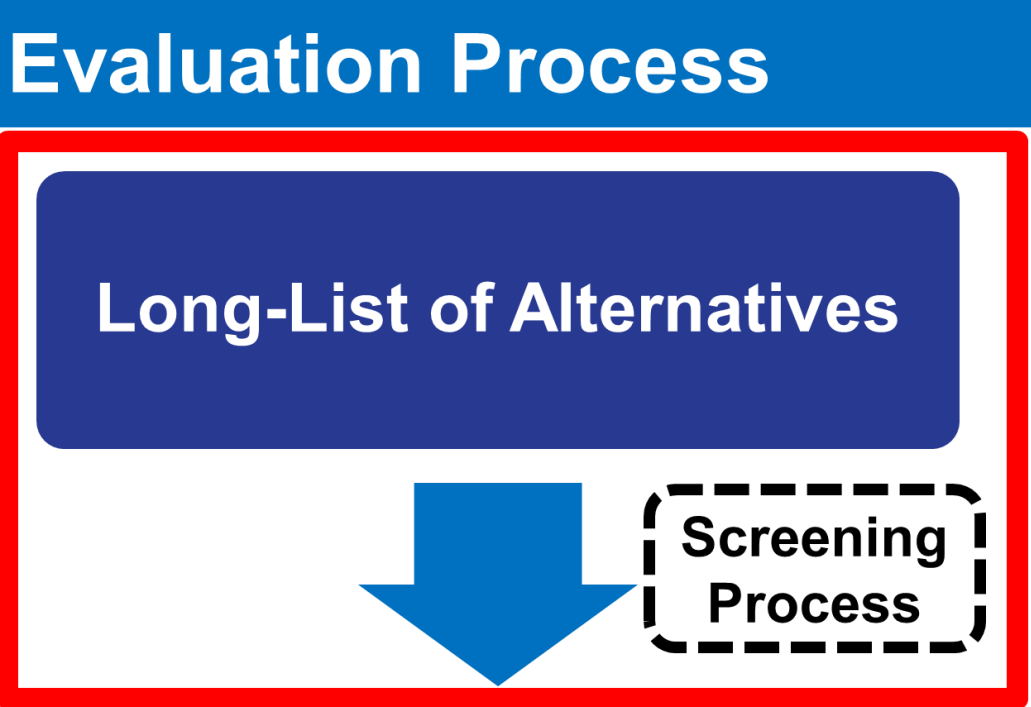 Evaluation Process
Long-List of Alternatives
Screening
Process